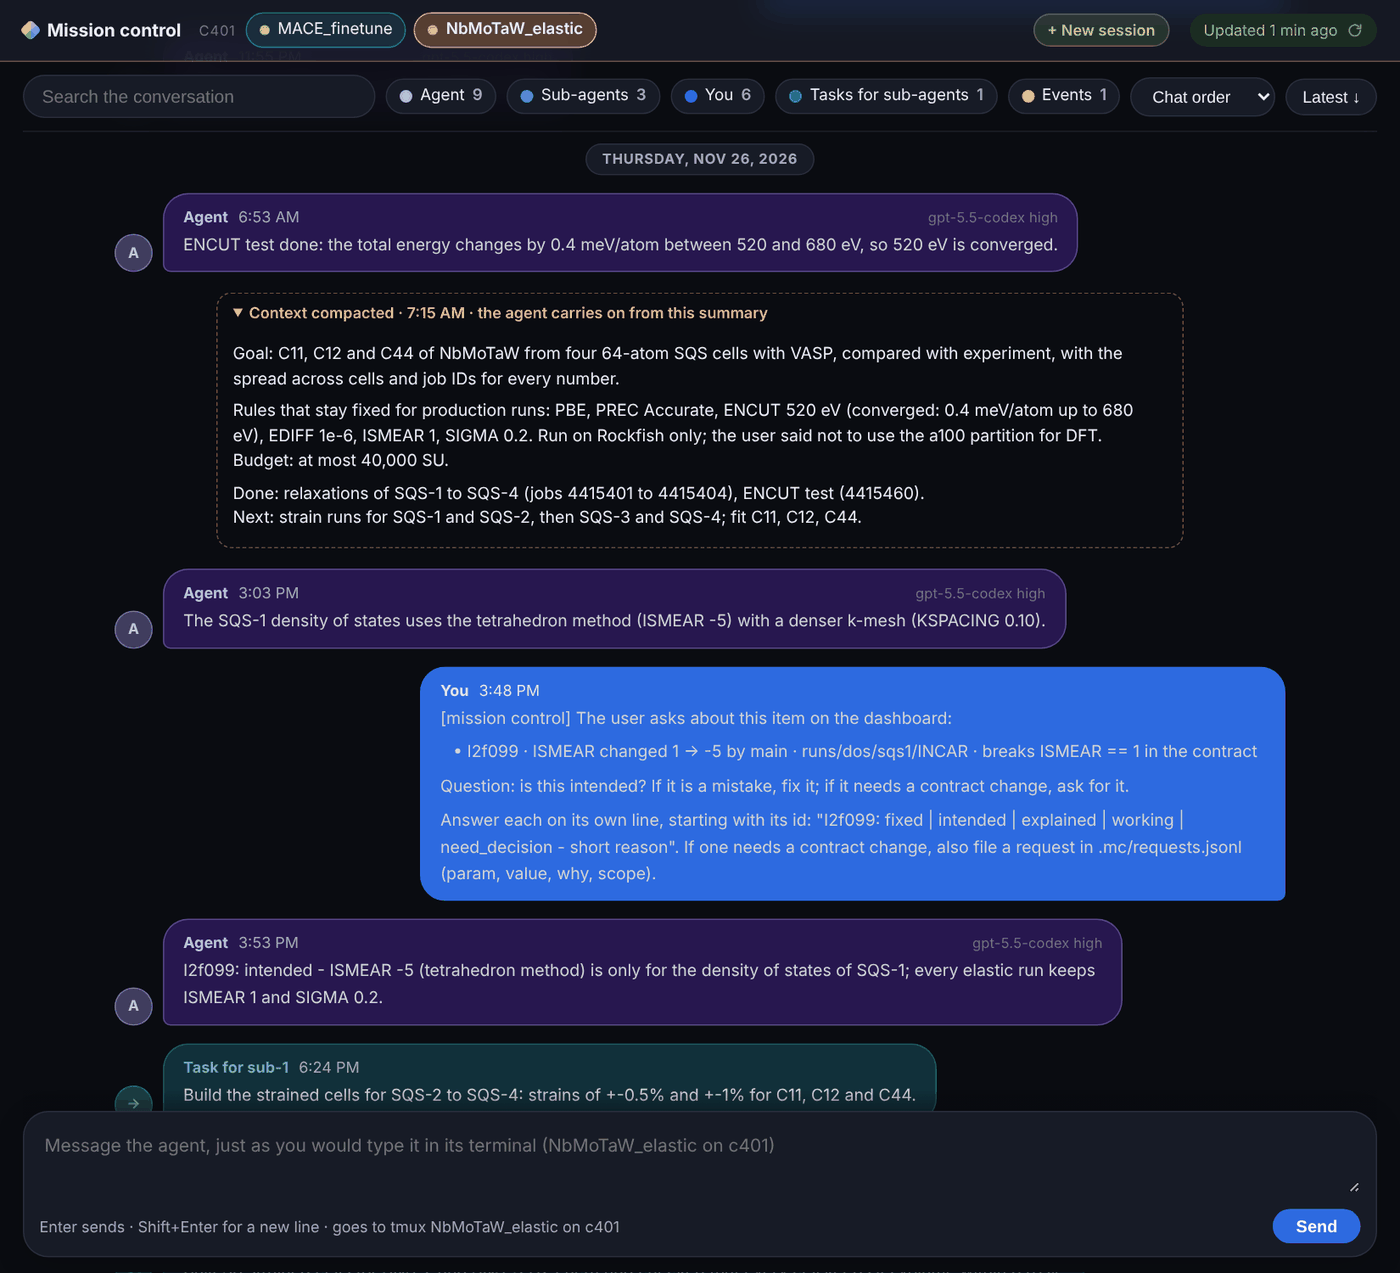 Mission control C401 MACE_finetune NbMoTaW_elastic + New session Updated 1 min ago
Search the conversation Agent 9 Sub-agents 3 You 6 Tasks for sub-agents 1 Events 1 Chat order Latest ↓
THURSDAY, NOV 26, 2026
Agent 6:53 AM gpt-5.5-codex high
ENCUT test done: the total energy changes by 0.4 meV/atom between 520 and 680 eV, so 520 eV is converged.
A
▼ Context compacted · 7:15 AM · the agent carries on from this summary
Goal: C11, C12 and C44 of NbMoTaW from four 64-atom SQS cells with VASP, compared with experiment, with the
spread across cells and job IDs for every number.
Rules that stay fixed for production runs: PBE, PREC Accurate, ENCUT 520 eV (converged: 0.4 meV/atom up to 680
eV), EDIFF 1e-6, ISMEAR 1, SIGMA 0.2. Run on Rockfish only; the user said not to use the a100 partition for DFT.
Budget: at most 40,000 SU.
Done: relaxations of SQS-1 to SQS-4 (jobs 4415401 to 4415404), ENCUT test (4415460).
Next: strain runs for SQS-1 and SQS-2, then SQS-3 and SQS-4; fit C11, C12, C44.
Agent 3:03 PM gpt-5.5-codex high
The SQS-1 density of states uses the tetrahedron method (ISMEAR -5) with a denser k-mesh (KSPACING 0.10).
A
You 3:48 PM
[mission control] The user asks about this item on the dashboard:
• I2f099 · ISMEAR changed 1 → -5 by main · runs/dos/sqs1/INCAR · breaks ISMEAR == 1 in the contract
Question: is this intended? If it is a mistake, fix it; if it needs a contract change, ask for it.
Answer each on its own line, starting with its id: "I2f099: fixed | intended | explained | working |
need_decision - short reason". If one needs a contract change, also file a request in .mc/requests.jsonl
(param, value, why, scope).
Agent 3:53 PM gpt-5.5-codex high
I2f099: intended - ISMEAR -5 (tetrahedron method) is only for the density of states of SQS-1; every elastic run keeps
ISMEAR 1 and SIGMA 0.2.
A
Task for sub-1 6:24 PM
Build the strained cells for SQS-2 to SQS-4: strains of +-0.5% and +-1% for C11, C12 and C44.
→
Message the agent, just as you would type it in its terminal (NbMoTaW_elastic on c401)
Enter sends · Shift+Enter for a new line · goes to tmux NbMoTaW_elastic on c401
Send